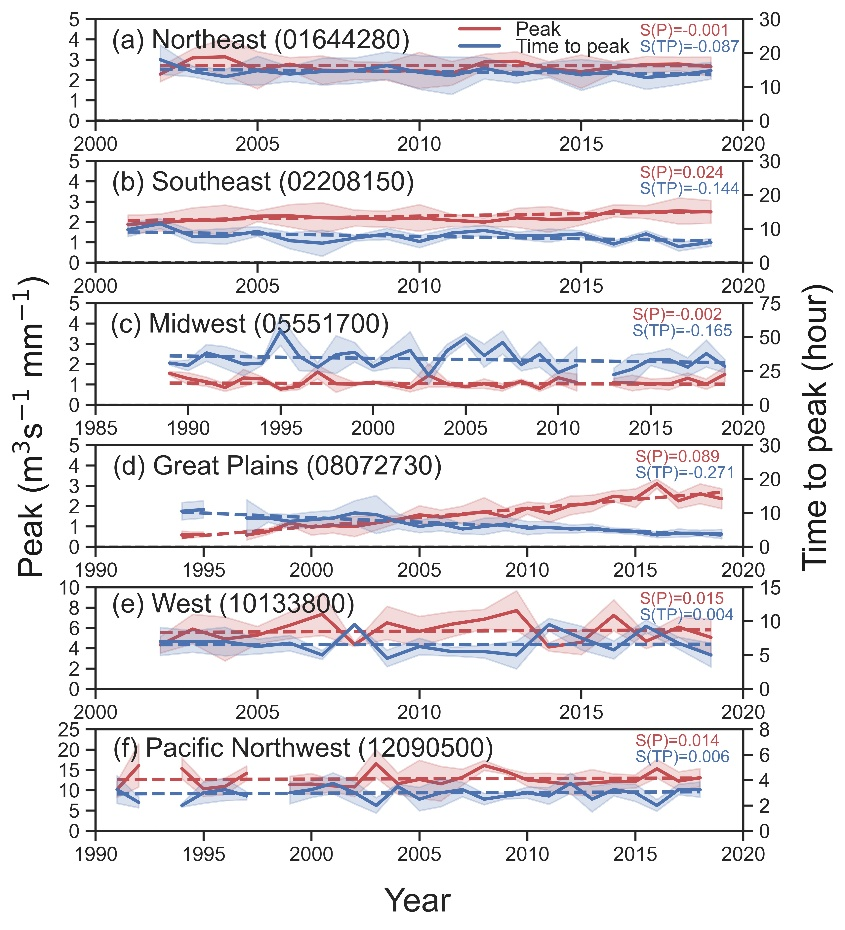 (a) Northeast (01644280)
Peak
Time to peak
S(P)=-0.001
S(TP)=-0.087
5
4
3
2
1
0
30
20
10
0
2000 2005 2010 2015 2020
(b) Southeast (02208150)
S(P)=0.024
S(TP)=-0.144
5
4
3
2
1
0
30
20
10
0
2000 2005 2010 2015 2020
(c) Midwest (05551700)
S(P)=-0.002
S(TP)=-0.165
5
4
3
2
1
0
75
50
25
0
1985 1990 1995 2000 2005 2010 2015 2020
(d) Great Plains (08072730)
S(P)=0.089
S(TP)=-0.271
5
4
3
2
1
0
30
20
10
0
1990 1995 2000 2005 2010 2015 2020
(e) West (10133800)
S(P)=0.015
S(TP)=0.004
10
8
6
4
2
0
15
10
5
0
2000 2005 2010 2015 2020
(f) Pacific Northwest (12090500)
S(P)=0.014
S(TP)=0.006
25
20
15
10
5
0
8
6
4
2
0
1990 1995 2000 2005 2010 2015 2020
Peak (m³s⁻¹ mm⁻¹)
Time to peak (hour)
Year